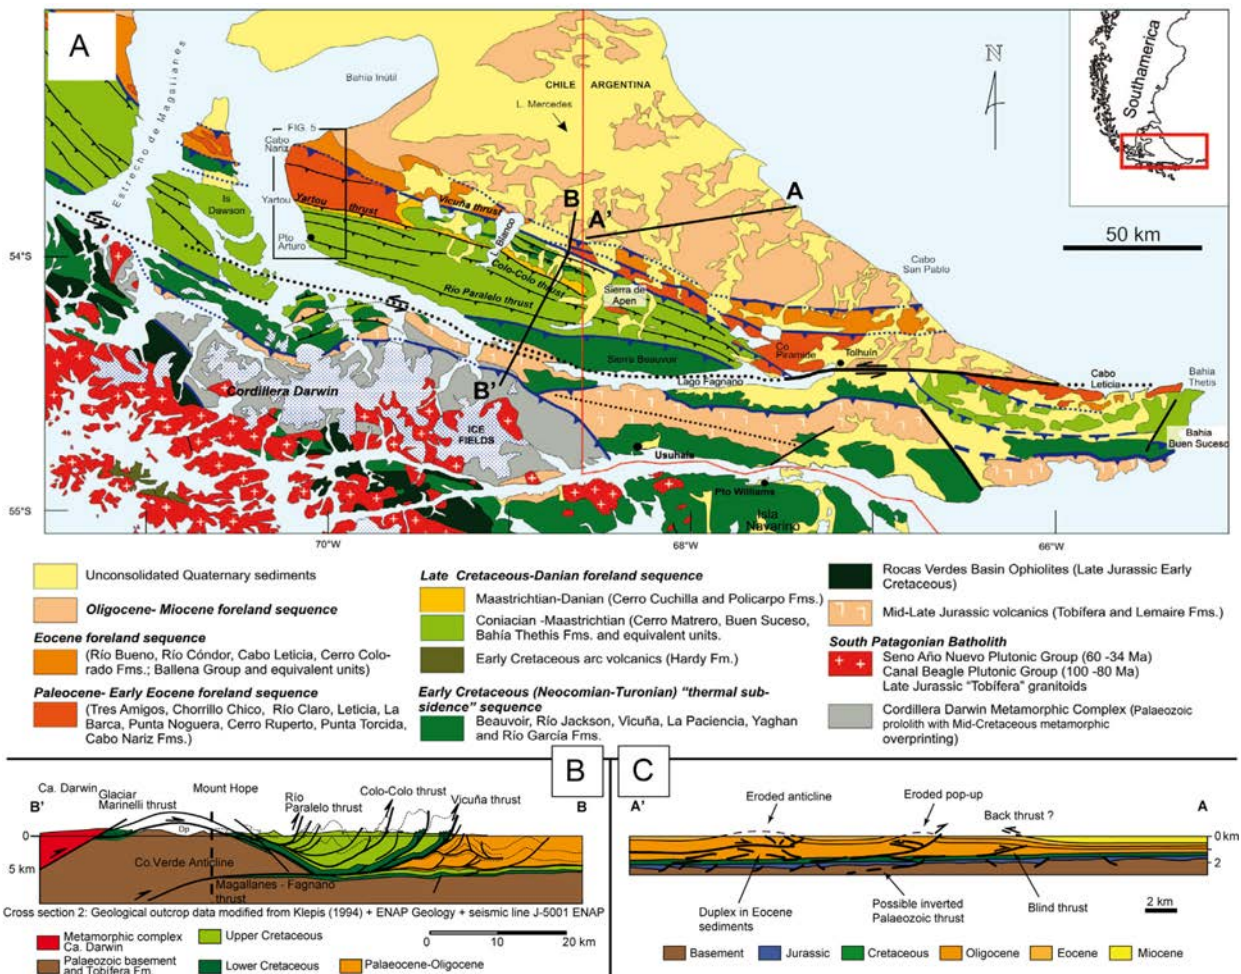 A
Estrecho de Magallanes
Bahia Inútil
CHILE
ARGENTINA
L. Mercedes
N
Southamerica
FIG. 5
Cabo
Nariz
Is
Dawson
Yartou
Yartou thrust
Vicuña thrust
B
A'
A
50 km
Pto
Arturo
L. Blanco
Colo-Colo thrust
Cabo
San Pablo
54°S
Río Paralelo thrust
Sierra de
Apen
Sierra Beauvoir
Co
Piramide
Tolhuin
B'
Lago Fagnano
Cabo
Leticia
Bahia
Thetis
Cordillera Darwin
ICE
FIELDS
Bahia
Buen Suceso
Usuhaia
Pto Williams
Isla
Navarino
55°S
70°W
68°W
66°W
Unconsolidated Quaternary sediments
Oligocene- Miocene foreland sequence
Eocene foreland sequence
(Río Bueno, Río Cóndor, Cabo Leticia, Cerro Colo-
rado Fms.; Ballena Group and equivalent units)
Paleocene- Early Eocene foreland sequence
(Tres Amigos, Chorrillo Chico, Río Claro, Leticia, La
Barca, Punta Noguera, Cerro Ruperto, Punta Torcida,
Cabo Nariz Fms.)
Late Cretaceous-Danian foreland sequence
Maastrichtian-Danian (Cerro Cuchilla and Policarpo Fms.)
Coniacian -Maastrichtian (Cerro Matrero, Buen Suceso,
Bahía Thethis Fms. and equivalent units.
Early Cretaceous arc volcanics (Hardy Fm.)
Early Cretaceous (Neocomian-Turonian) “thermal sub-
sidence” sequence
Beauvoir, Río Jackson, Vicuña, La Paciencia, Yaghan
and Río García Fms.
Rocas Verdes Basin Ophiolites (Late Jurassic Early
Cretaceous)
Mid-Late Jurassic volcanics (Tobífera and Lemaire Fms.)
South Patagonian Batholith
Seno Año Nuevo Plutonic Group (60 -34 Ma)
Canal Beagle Plutonic Group (100 -80 Ma)
Late Jurassic “Tobífera” granitoids
Cordillera Darwin Metamorphic Complex (Palaeozoic
prololith with Mid-Cretaceous metamorphic
overprinting)
B
Ca. Darwin
B'
Glaciar
Marinelli thrust
Mount Hope
Río
Paralelo thrust
Colo-Colo thrust
Vicuña thrust
B
0
Dp
5 km
Co.Verde Anticline
Magallanes - Fagnano
thrust
Cross section 2: Geological outcrop data modified from Klepis (1994) + ENAP Geology + seismic line J-5001 ENAP
0 10 20 km
Metamorphic complex
Ca. Darwin
Palaeozoic basement
and Tobifera Fm.
Upper Cretaceous
Lower Cretaceous
Palaeocene-Oligocene
C
A'
Eroded anticline
Eroded pop-up
Back thrust ?
A
0 km
2
Duplex in Eocene
sediments
Possible inverted
Palaeozoic thrust
Blind thrust
2 km
Basement
Jurassic
Cretaceous
Oligocene
Eocene
Miocene